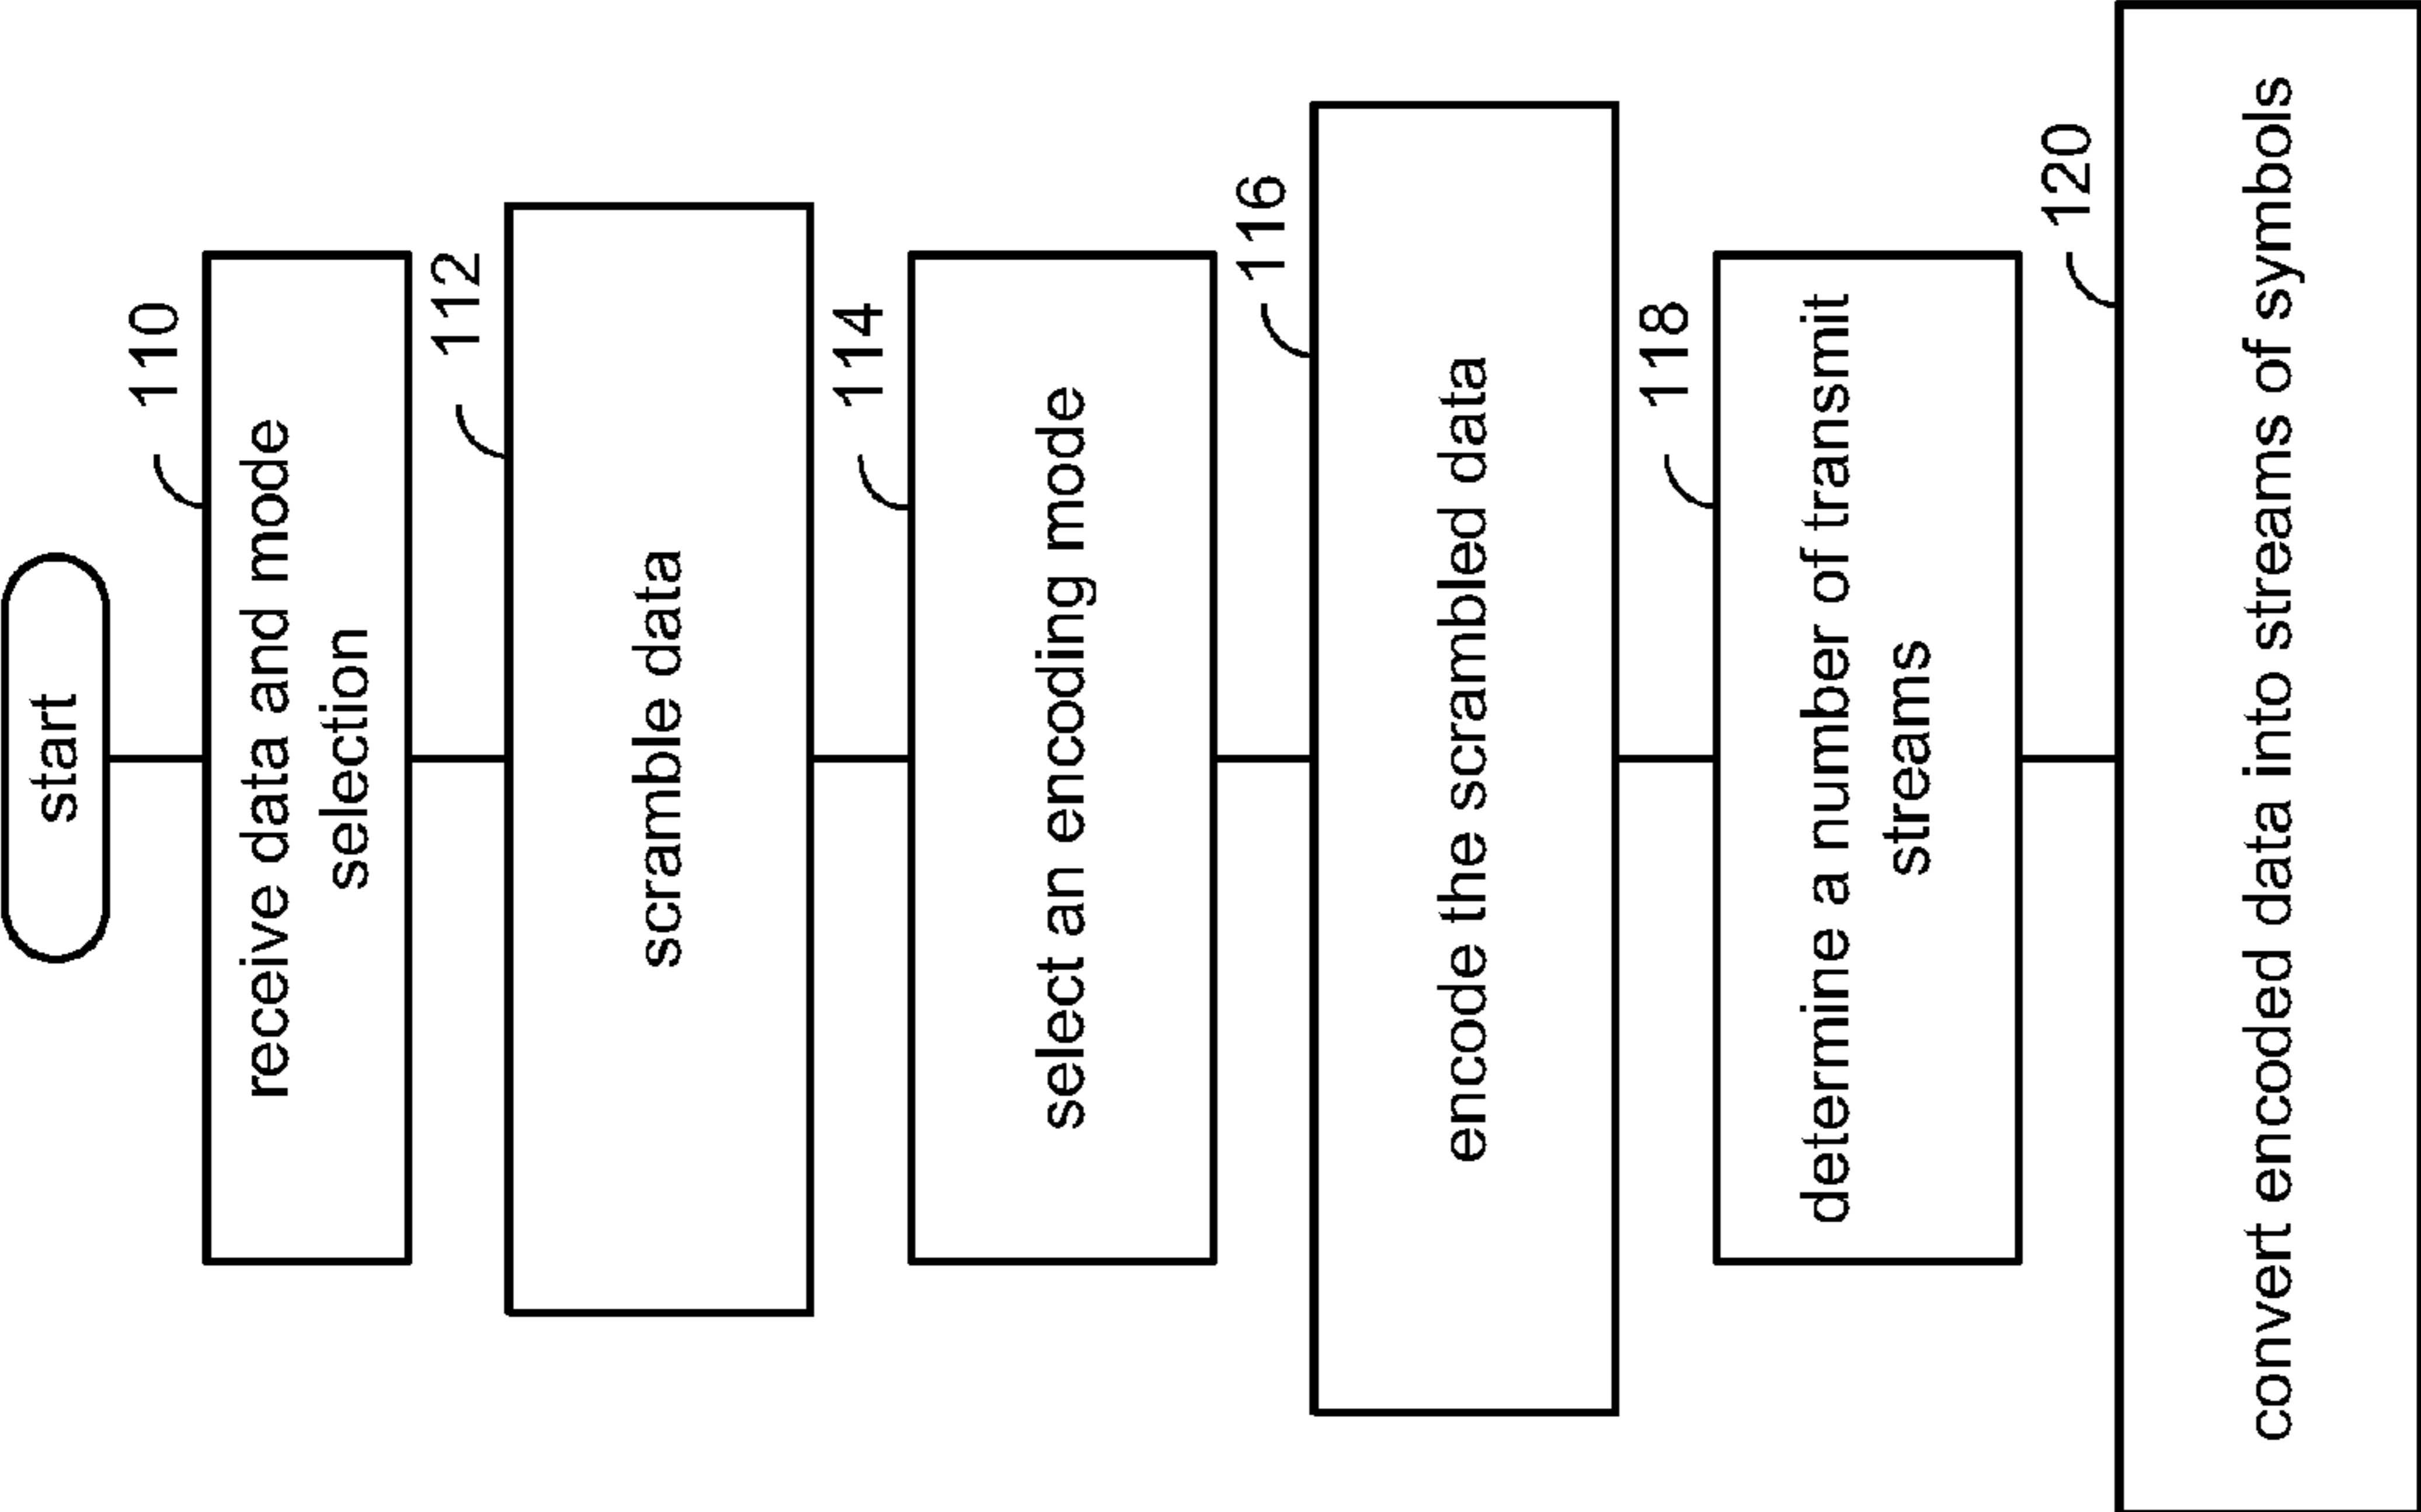 start
110
receive data and mode
selection
112
scramble data
114
select an encoding mode
116
encode the scrambled data
118
determine a number of transmit
streams
120
convert encoded data into streams of symbols